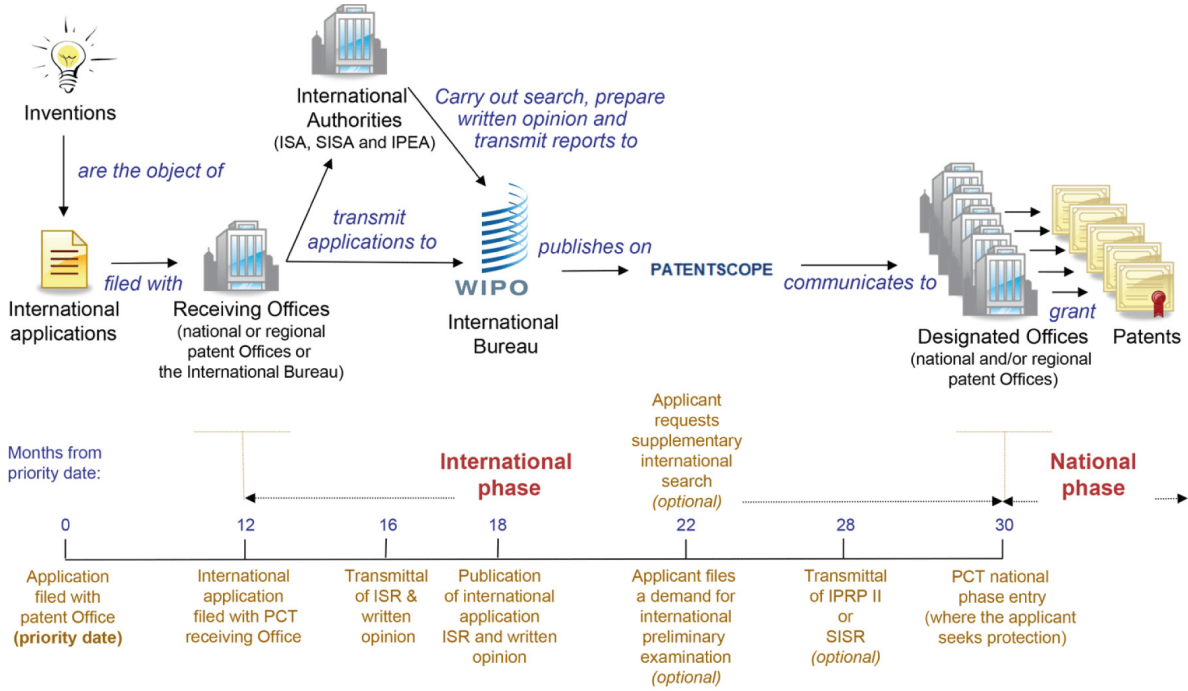 Inventions
are the object of
International
applications
filed with
Receiving Offices
(national or regional
patent Offices or
the International Bureau)
International
Authorities
(ISA, SISA and IPEA)
Carry out search, prepare
written opinion and
transmit reports to
transmit
applications to
WIPO
International
Bureau
publishes on
PATENTSCOPE
communicates to
Designated Offices
(national and/or regional
patent Offices)
grant
Patents
Months from
priority date:
International
phase
Applicant
requests
supplementary
international
search
(optional)
National
phase
0
12
16
18
22
28
30
Application
filed with
patent Office
(priority date)
International
application
filed with PCT
receiving Office
Transmittal
of ISR &
written
opinion
Publication
of international
application
ISR and written
opinion
Applicant files
a demand for
international
preliminary
examination
(optional)
Transmittal
of IPRP II
or
SISR
(optional)
PCT national
phase entry
(where the applicant
seeks protection)